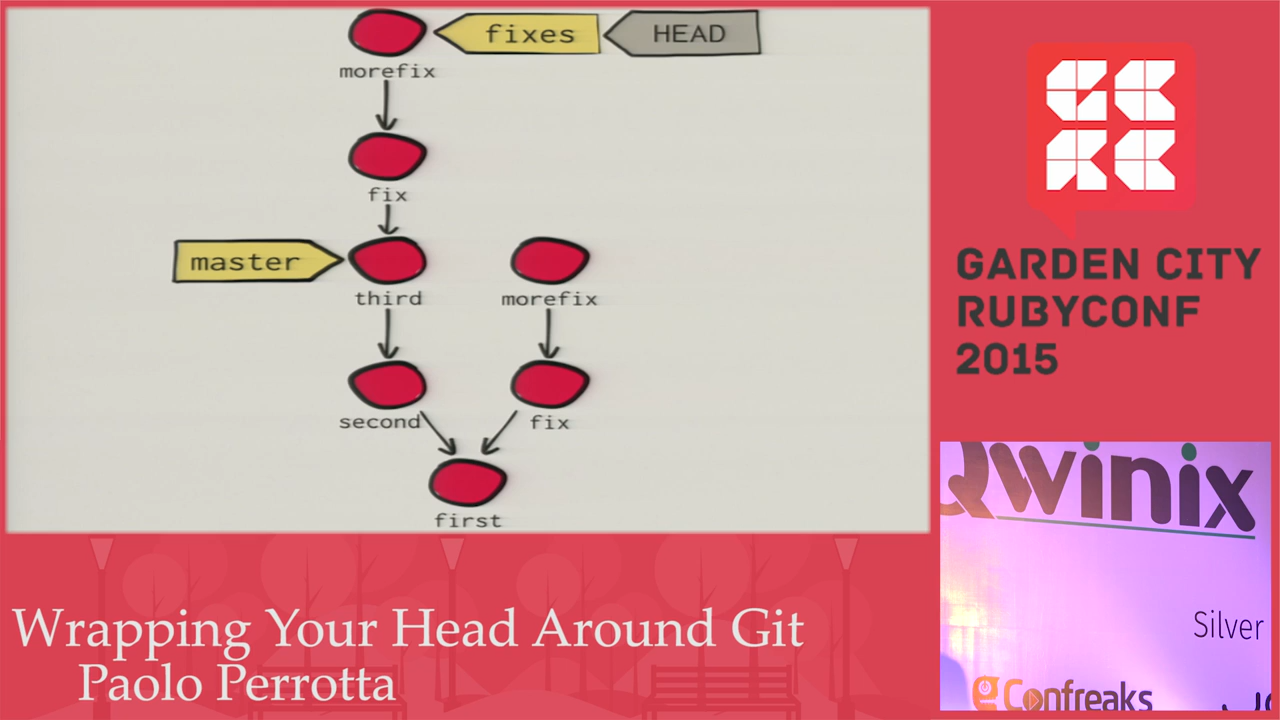 fixes
HEAD
morefix
fix
master
third
morefix
second
fix
first
GARDEN CITY
RUBYCONF
2015
Qwinix
Silver
Confreaks
Wrapping Your Head Around Git
Paolo Perrotta